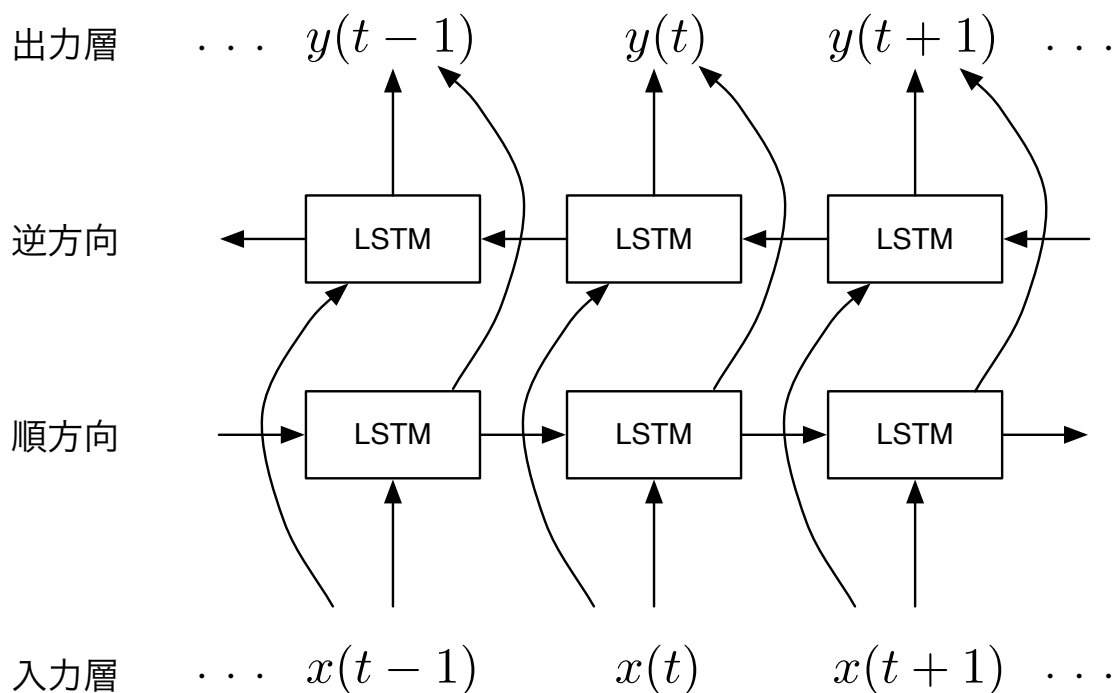 出力層 · · · y(t − 1) y(t) y(t + 1) · · ·
逆方向 LSTM LSTM LSTM
順方向 LSTM LSTM LSTM
入力層 · · · x(t − 1) x(t) x(t + 1) · · ·